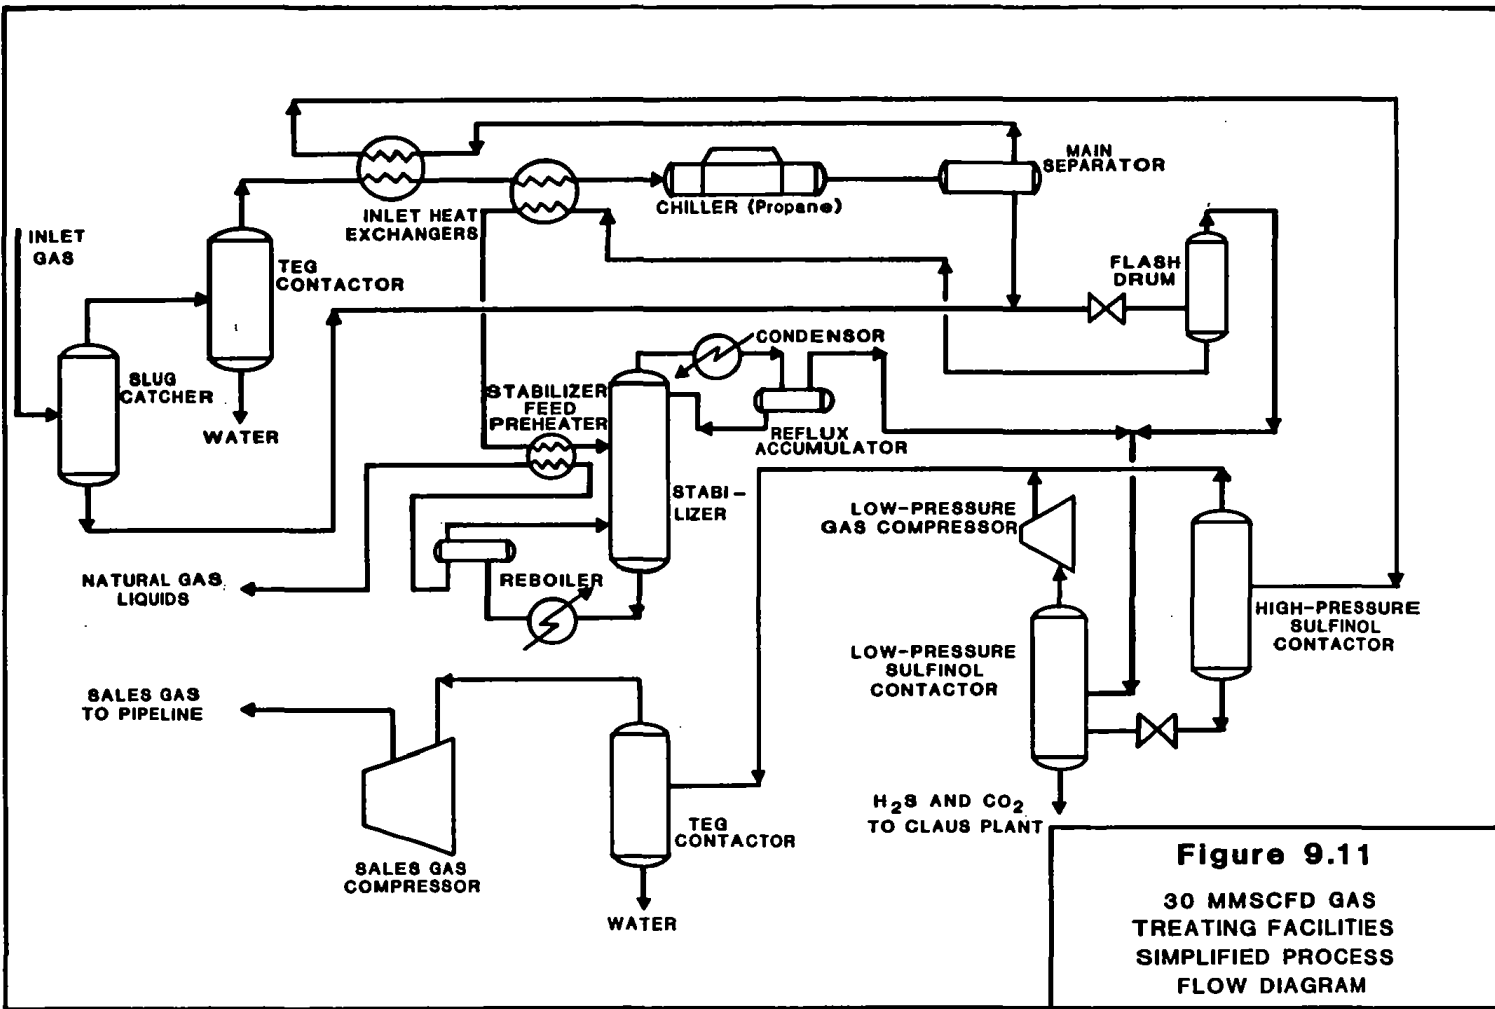 MAIN
SEPARATOR
CHILLER (Propane)
INLET HEAT
EXCHANGERS
INLET
GAS
TEG
CONTACTOR
FLASH
DRUM
CONDENSOR
SLUG
CATCHER
STABILIZER
FEED
PREHEATER
WATER
REFLUX
ACCUMULATOR
STABI-
LIZER
LOW-PRESSURE
GAS COMPRESSOR
NATURAL GAS
LIQUIDS
REBOILER
HIGH-PRESSURE
SULFINOL
CONTACTOR
LOW-PRESSURE
SULFINOL
CONTACTOR
SALES GAS
TO PIPELINE
H₂S AND CO₂
TO CLAUS PLANT
TEG
CONTACTOR
SALES GAS
COMPRESSOR
WATER
Figure 9.11
30 MMSCFD GAS
TREATING FACILITIES
SIMPLIFIED PROCESS
FLOW DIAGRAM